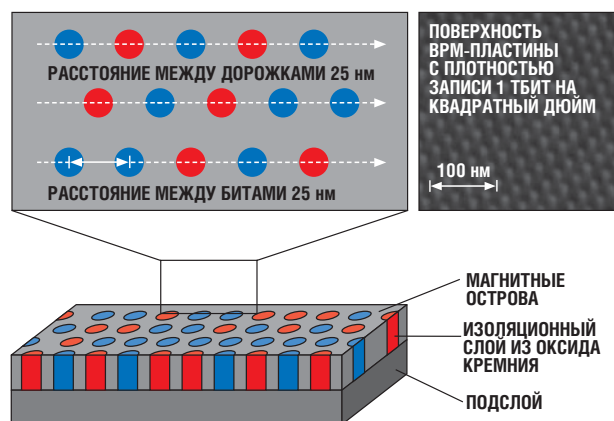 РАССТОЯНИЕ МЕЖДУ ДОРОЖКАМИ 25 нм
РАССТОЯНИЕ МЕЖДУ БИТАМИ 25 нм
ПОВЕРХНОСТЬ
BPM-ПЛАСТИНЫ
С ПЛОТНОСТЬЮ
ЗАПИСИ 1 ТБИТ НА
КВАДРАТНЫЙ ДЮЙМ
100 нм
МАГНИТНЫЕ
ОСТРОВА
ИЗОЛЯЦИОННЫЙ
СЛОЙ ИЗ ОКСИДА
КРЕМНИЯ
ПОДСЛОЙ